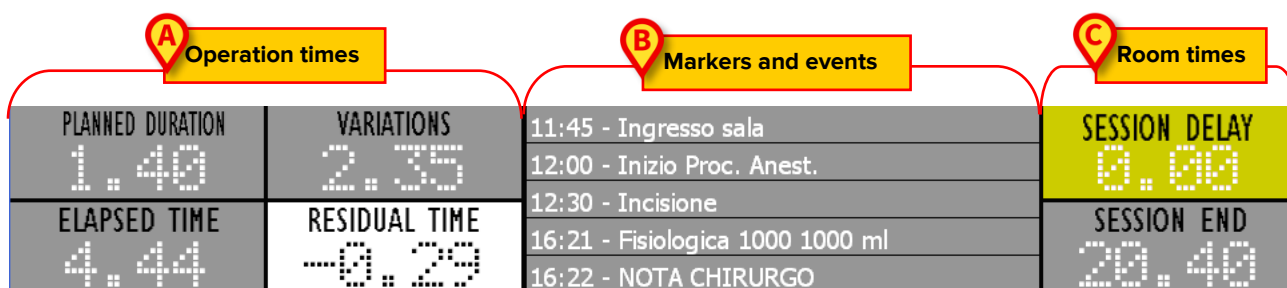 A
Operation times
B
Markers and events
C
Room times
PLANNED DURATION
1.40
VARIATIONS
2.35
ELAPSED TIME
4.44
RESIDUAL TIME
-0.29
11:45 - Ingresso sala
12:00 - Inizio Proc. Anest.
12:30 - Incisione
16:21 - Fisiologica 1000 1000 ml
16:22 - NOTA CHIRURGO
SESSION DELAY
0.00
SESSION END
20.40